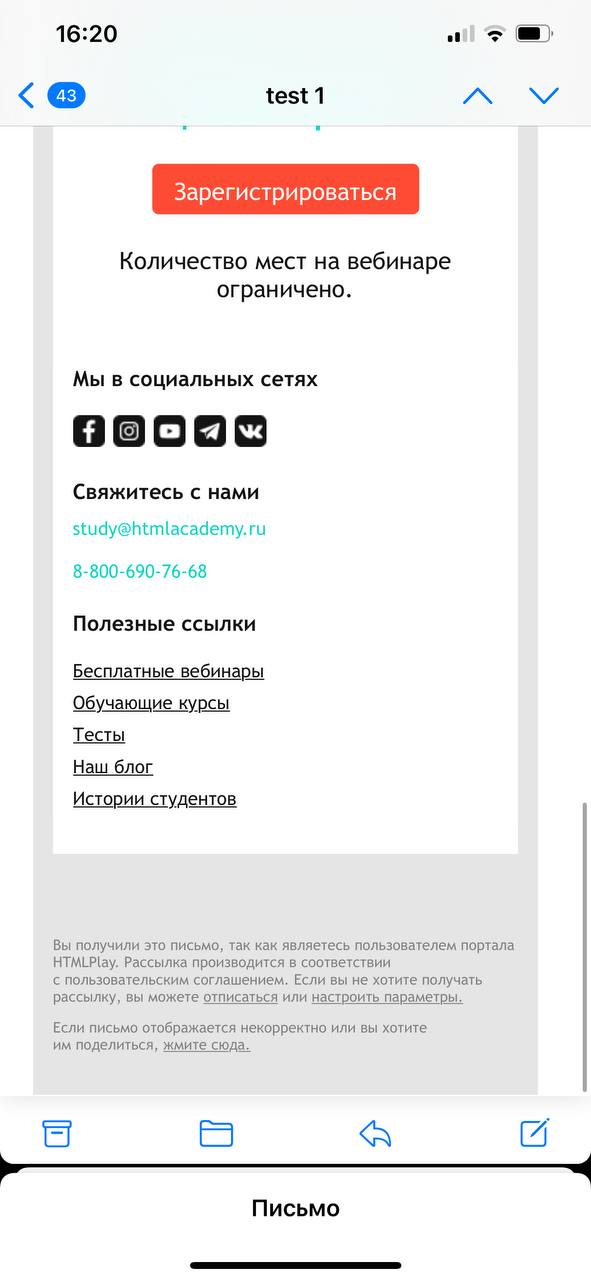 16:20
43
test 1
Зарегистрироваться
Количество мест на вебинаре
ограничено.
Мы в социальных сетях
Свяжитесь с нами
study@htmlacademy.ru
8-800-690-76-68
Полезные ссылки
Бесплатные вебинары
Обучающие курсы
Тесты
Наш блог
Истории студентов
Вы получили это письмо, так как являетесь пользователем портала
HTMLPlay. Рассылка производится в соответствии
с пользовательским соглашением. Если вы не хотите получать
рассылку, вы можете отписаться или настроить параметры.
Если письмо отображается некорректно или вы хотите
им поделиться, жмите сюда.
Письмо